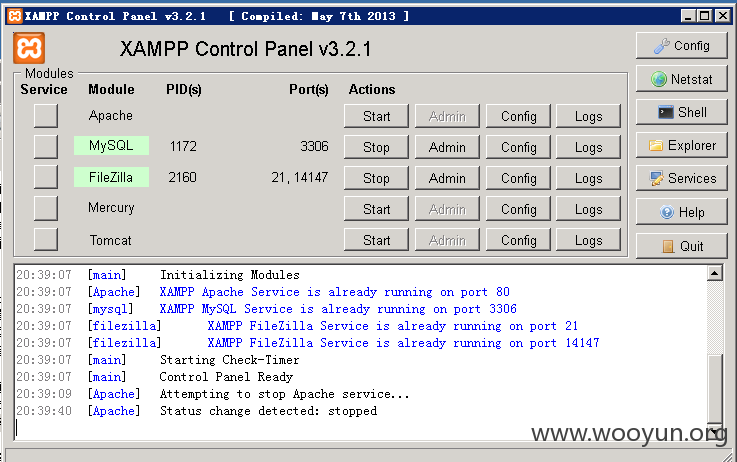 XAMPP Control Panel v3.2.1 [ Compiled: May 7th 2013 ]
XAMPP Control Panel v3.2.1
Config
Modules
Service Module PID(s) Port(s) Actions
Netstat
Apache Start Admin Config Logs
Shell
MySQL 1172 3306 Stop Admin Config Logs
Explorer
FileZilla 2160 21, 14147 Stop Admin Config Logs
Services
Mercury Start Admin Config Logs
Help
Tomcat Start Admin Config Logs
Quit
20:39:07 [main] Initializing Modules
20:39:07 [Apache] XAMPP Apache Service is already running on port 80
20:39:07 [mysql] XAMPP MySQL Service is already running on port 3306
20:39:07 [filezilla] XAMPP FileZilla Service is already running on port 21
20:39:07 [filezilla] XAMPP FileZilla Service is already running on port 14147
20:39:07 [main] Starting Check-Timer
20:39:07 [main] Control Panel Ready
20:39:09 [Apache] Attempting to stop Apache service...
20:39:40 [Apache] Status change detected: stopped
www.wooyun.org